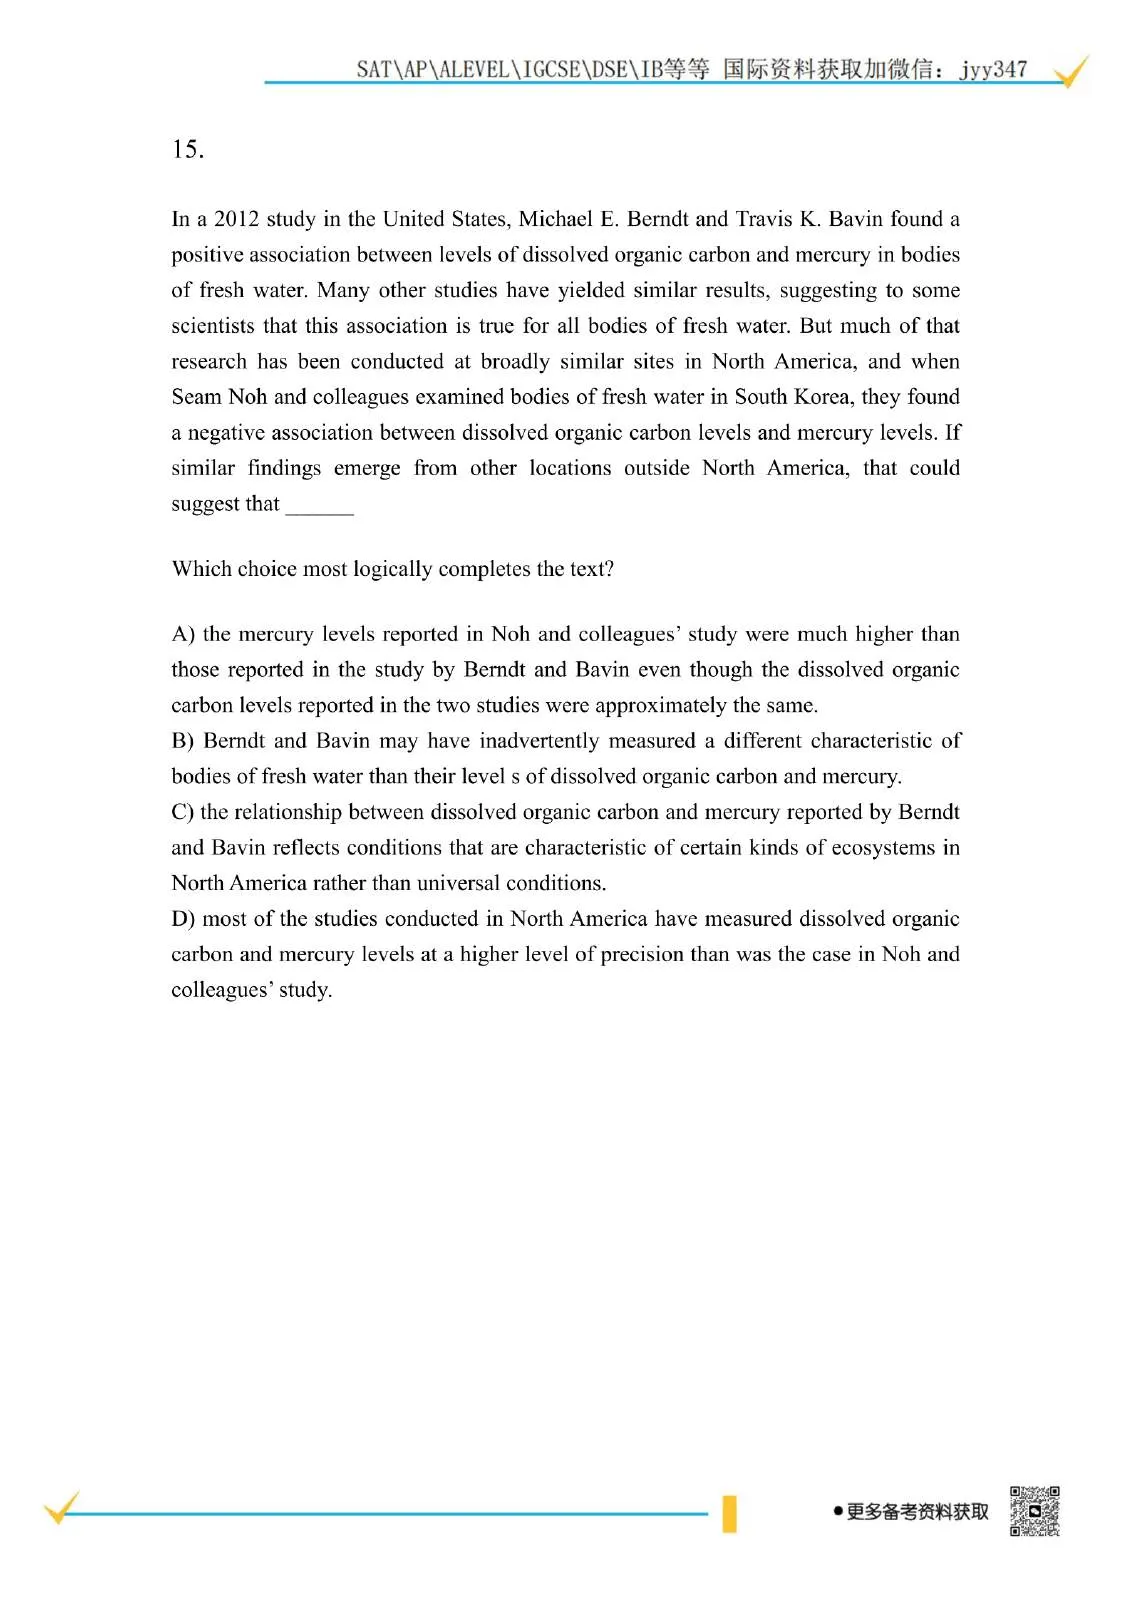 SAT\AP\ALEVEL\IGCSE\DSE\IB等等 国际资料获取加微信：jyy347
15.
In a 2012 study in the United States, Michael E. Berndt and Travis K. Bavin found a
positive association between levels of dissolved organic carbon and mercury in bodies
of fresh water. Many other studies have yielded similar results, suggesting to some
scientists that this association is true for all bodies of fresh water. But much of that
research has been conducted at broadly similar sites in North America, and when
Seam Noh and colleagues examined bodies of fresh water in South Korea, they found
a negative association between dissolved organic carbon levels and mercury levels. If
similar findings emerge from other locations outside North America, that could
suggest that ______
Which choice most logically completes the text?
A) the mercury levels reported in Noh and colleagues’ study were much higher than
those reported in the study by Berndt and Bavin even though the dissolved organic
carbon levels reported in the two studies were approximately the same.
B) Berndt and Bavin may have inadvertently measured a different characteristic of
bodies of fresh water than their level s of dissolved organic carbon and mercury.
C) the relationship between dissolved organic carbon and mercury reported by Berndt
and Bavin reflects conditions that are characteristic of certain kinds of ecosystems in
North America rather than universal conditions.
D) most of the studies conducted in North America have measured dissolved organic
carbon and mercury levels at a higher level of precision than was the case in Noh and
colleagues’ study.
●更多备考资料获取